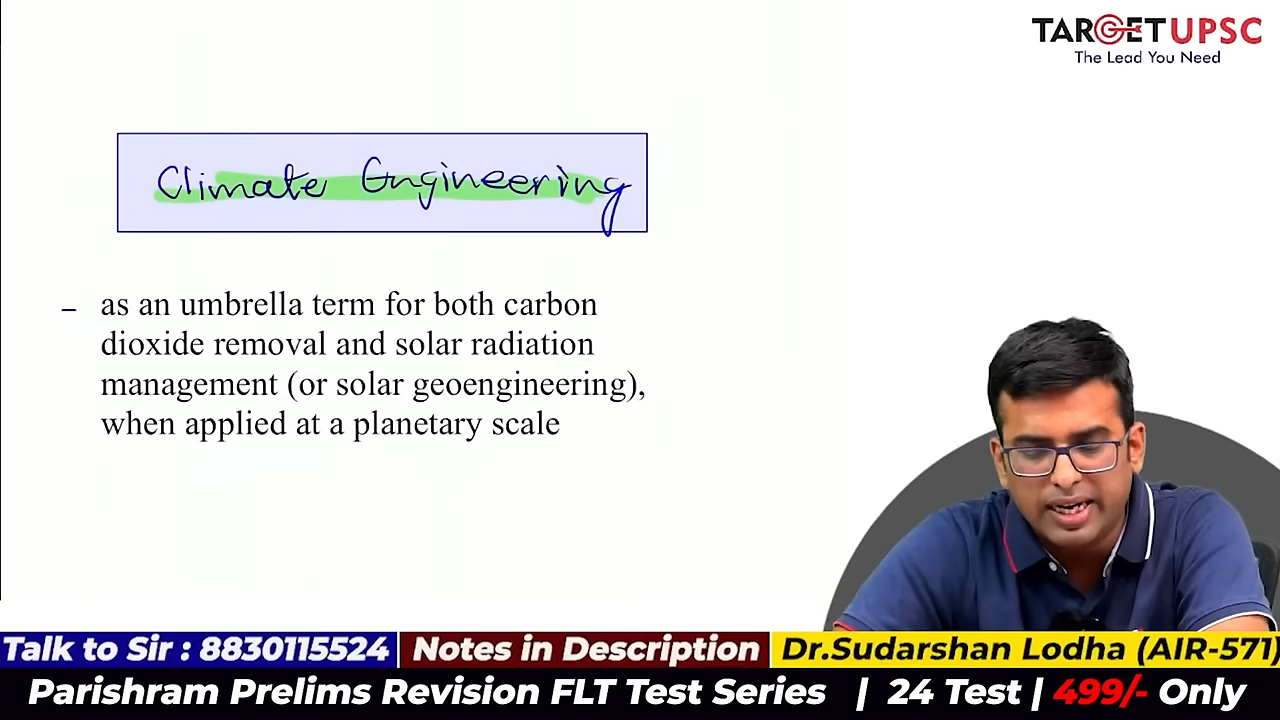 TARGET UPSC
The Lead You Need
Climate Engineering
– as an umbrella term for both carbon
dioxide removal and solar radiation
management (or solar geoengineering),
when applied at a planetary scale
Talk to Sir : 8830115524 Notes in Description Dr.Sudarshan Lodha (AIR-571)
Parishram Prelims Revision FLT Test Series | 24 Test | 499/- Only